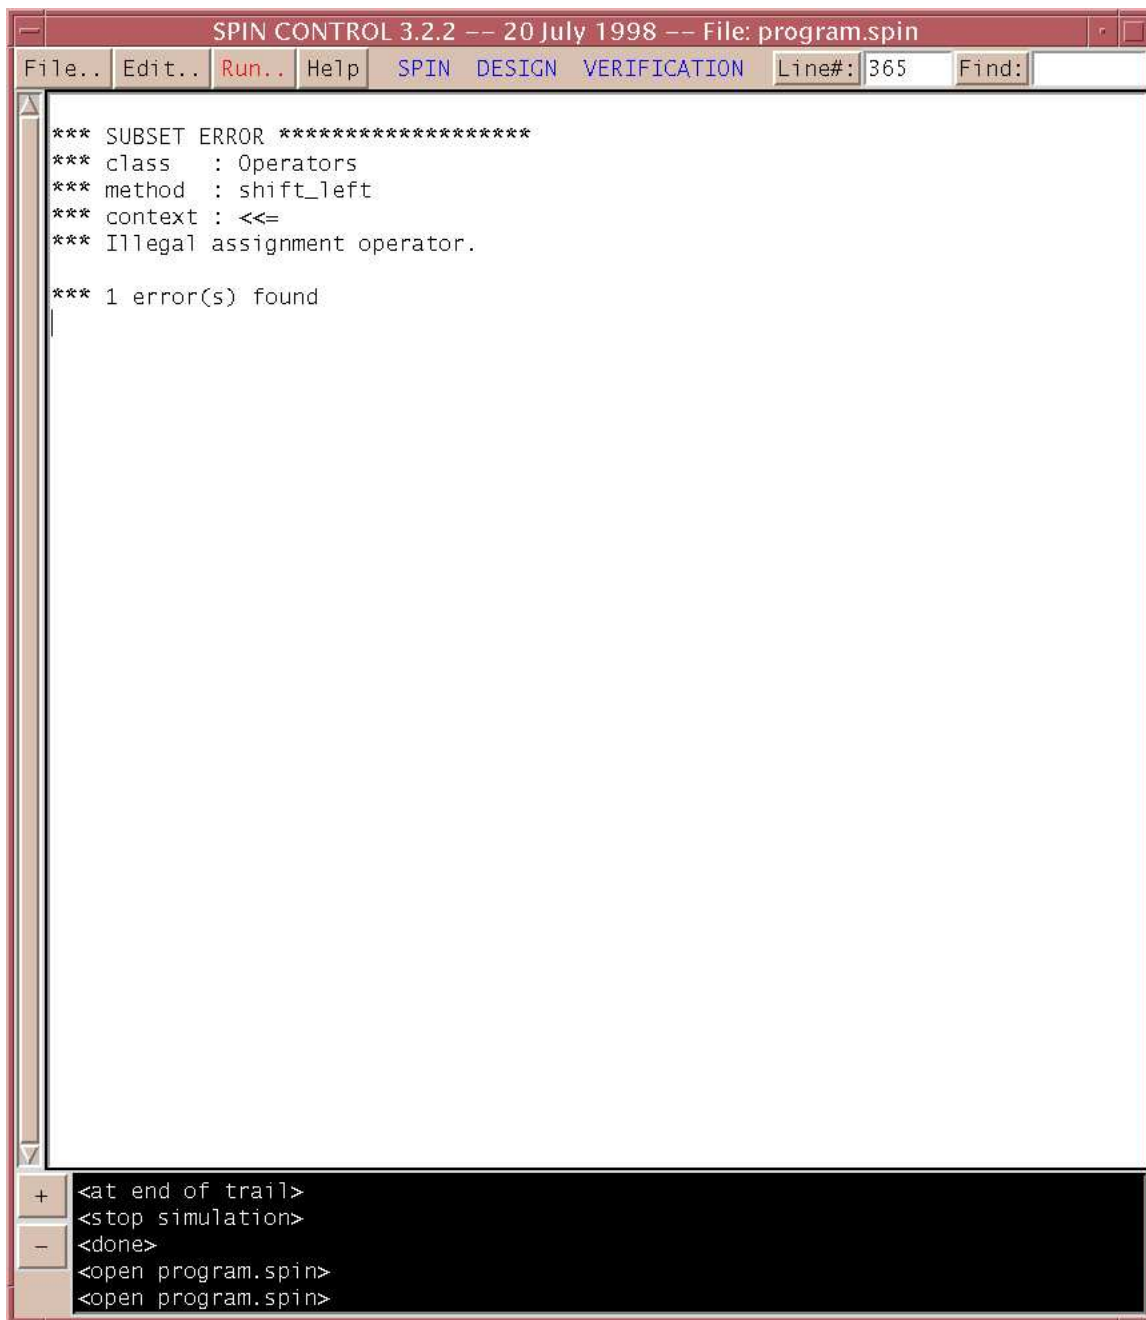 SPIN CONTROL 3.2.2 -- 20 July 1998 -- File: program.spin
File.. Edit.. Run.. Help SPIN DESIGN VERIFICATION Line#: 365 Find:
*** SUBSET ERROR *******************
*** class   : Operators
*** method  : shift_left
*** context : <<=
*** Illegal assignment operator.
*** 1 error(s) found
+ <at end of trail>
<stop simulation>
- <done>
<open program.spin>
<open program.spin>